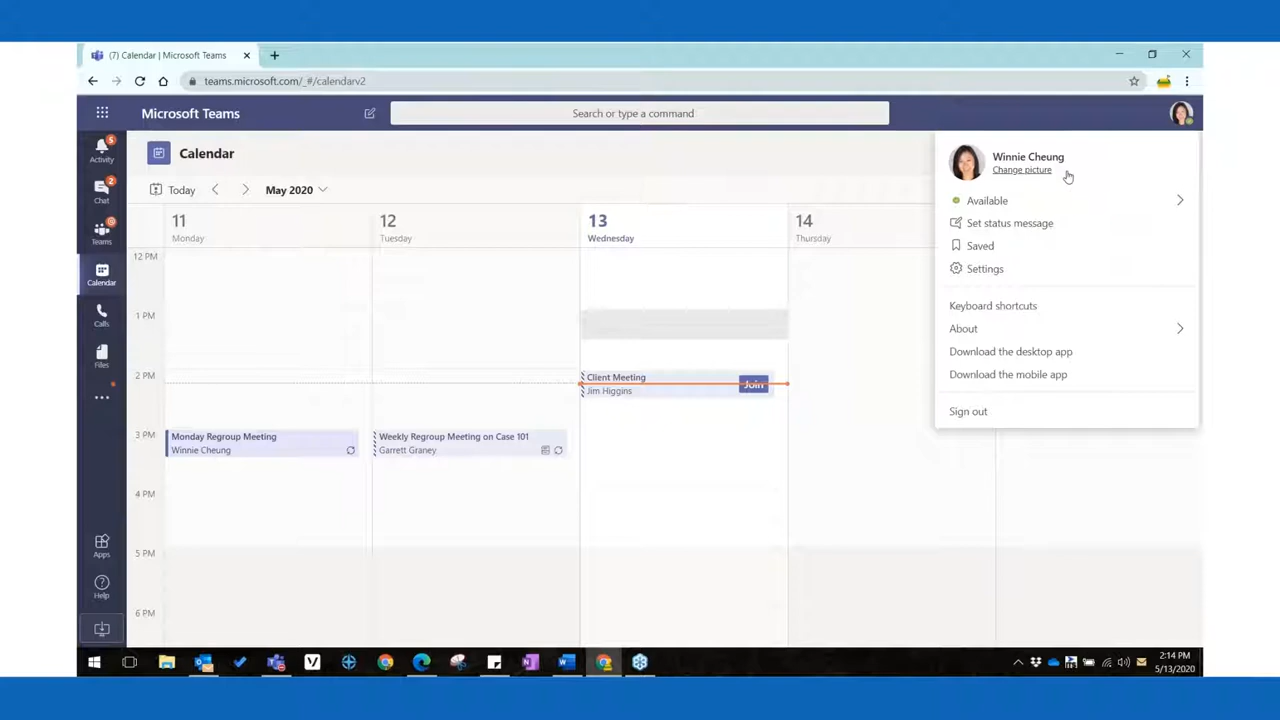 (7) Calendar | Microsoft Teams
teams.microsoft.com/_#/calendarv2
Microsoft Teams
Search or type a command
Activity
5
Chat
2
Teams
Calendar
Calls
Files
Apps
Help
Calendar
Today
May 2020
11
Monday
12
Tuesday
13
Wednesday
14
Thursday
12 PM
1 PM
2 PM
3 PM
4 PM
5 PM
6 PM
Monday Regroup Meeting
Winnie Cheung
Weekly Regroup Meeting on Case 101
Garrett Graney
Client Meeting
Jim Higgins
Join
Winnie Cheung
Change picture
Available
Set status message
Saved
Settings
Keyboard shortcuts
About
Download the desktop app
Download the mobile app
Sign out
2:14 PM
5/13/2020